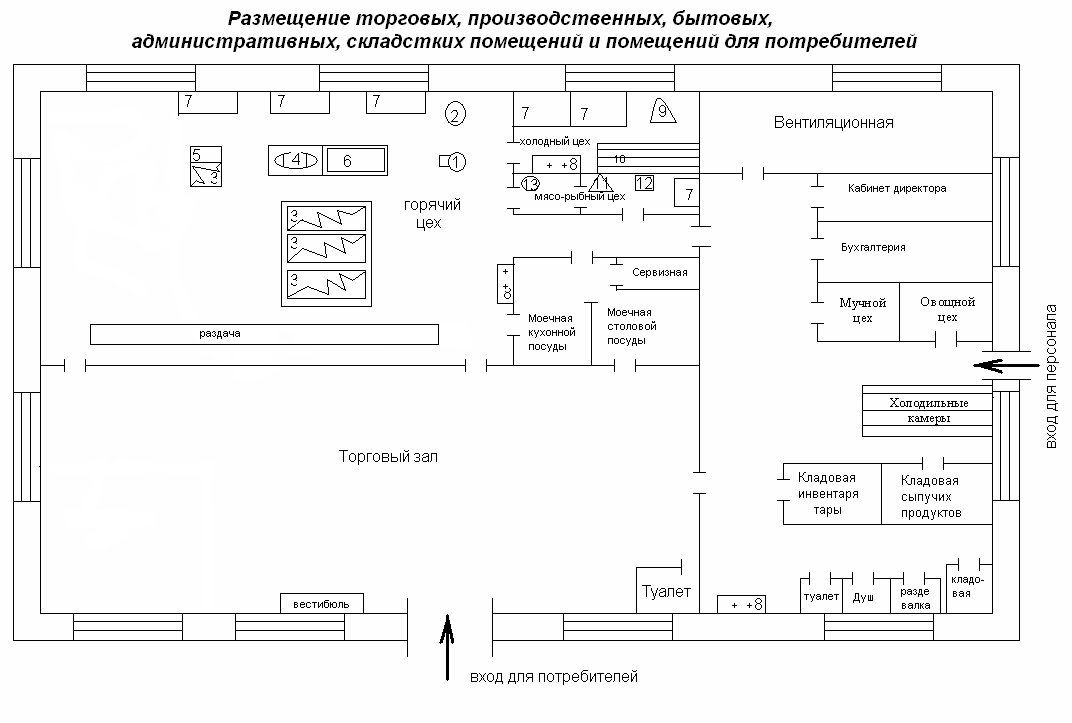 Размещение торговых, производственных, бытовых,
административных, складстких помещений и помещений для потребителей
7
7
7
2
7
7
9
Вентиляционная
холодный цех
5
3
4
6
1
+ +8
10
13
11
12
7
мясо-рыбный цех
Кабинет директора
горячий
цех
3
3
3
Бухгалтерия
+
+
8
Сервизная
Мучной
цех
Овощной
цех
Моечная
кухонной
посуды
Моечная
столовой
посуды
раздача
вход для персонала
Холодильные
камеры
Торговый зал
Кладовая
инвентаря
тары
Кладовая
сыпучих
продуктов
Туалет
вестибюль
+ +8
туалет
Душ
разде
валка
кладо-
вая
вход для потребителей